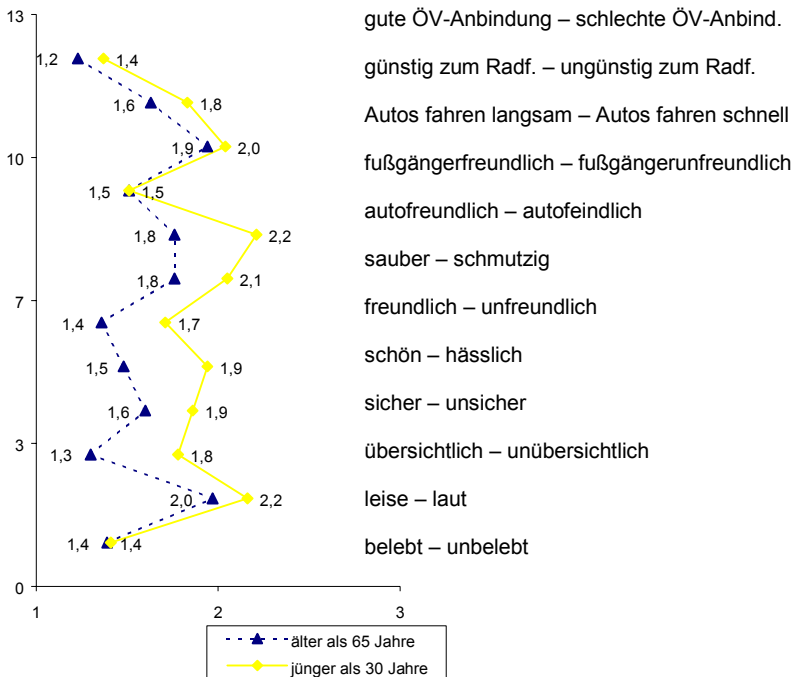 13
gute ÖV-Anbindung – schlechte ÖV-Anbind.
1,2
1,4
günstig zum Radf. – ungünstig zum Radf.
1,6
1,8
Autos fahren langsam – Autos fahren schnell
10
1,9
2,0
fußgängerfreundlich – fußgängerunfreundlich
1,5
1,5
autofreundlich – autofeindlich
1,8
2,2
sauber – schmutzig
1,8
2,1
7
freundlich – unfreundlich
1,4
1,7
schön – hässlich
1,5
1,9
sicher – unsicher
1,6
1,9
3
übersichtlich – unübersichtlich
1,3
1,8
leise – laut
2,0
2,2
belebt – unbelebt
1,4
1,4
0
1
2
3
älter als 65 Jahre
jünger als 30 Jahre